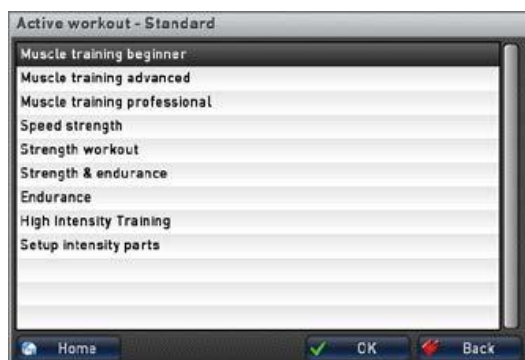 Active workout - Standard
Muscle training beginner
Muscle training advanced
Muscle training professional
Speed strength
Strength workout
Strength & endurance
Endurance
High Intensity Training
Setup intensity parts
Home OK Back